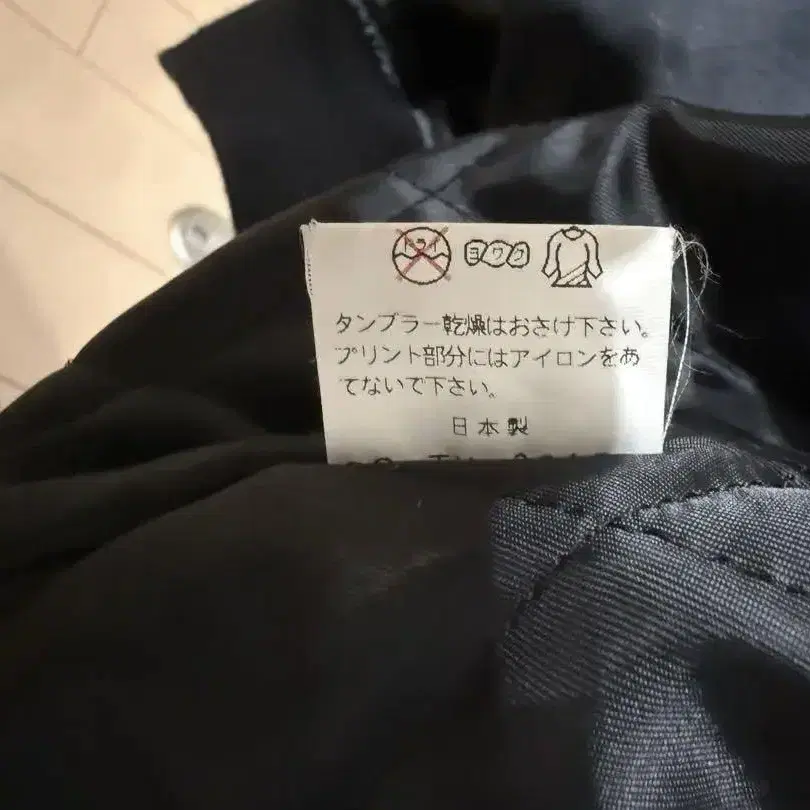 ドライ ヨワク
タンブラー乾燥はおさけ下さい。
プリント部分にはアイロンをあ
てないで下さい。
日本製